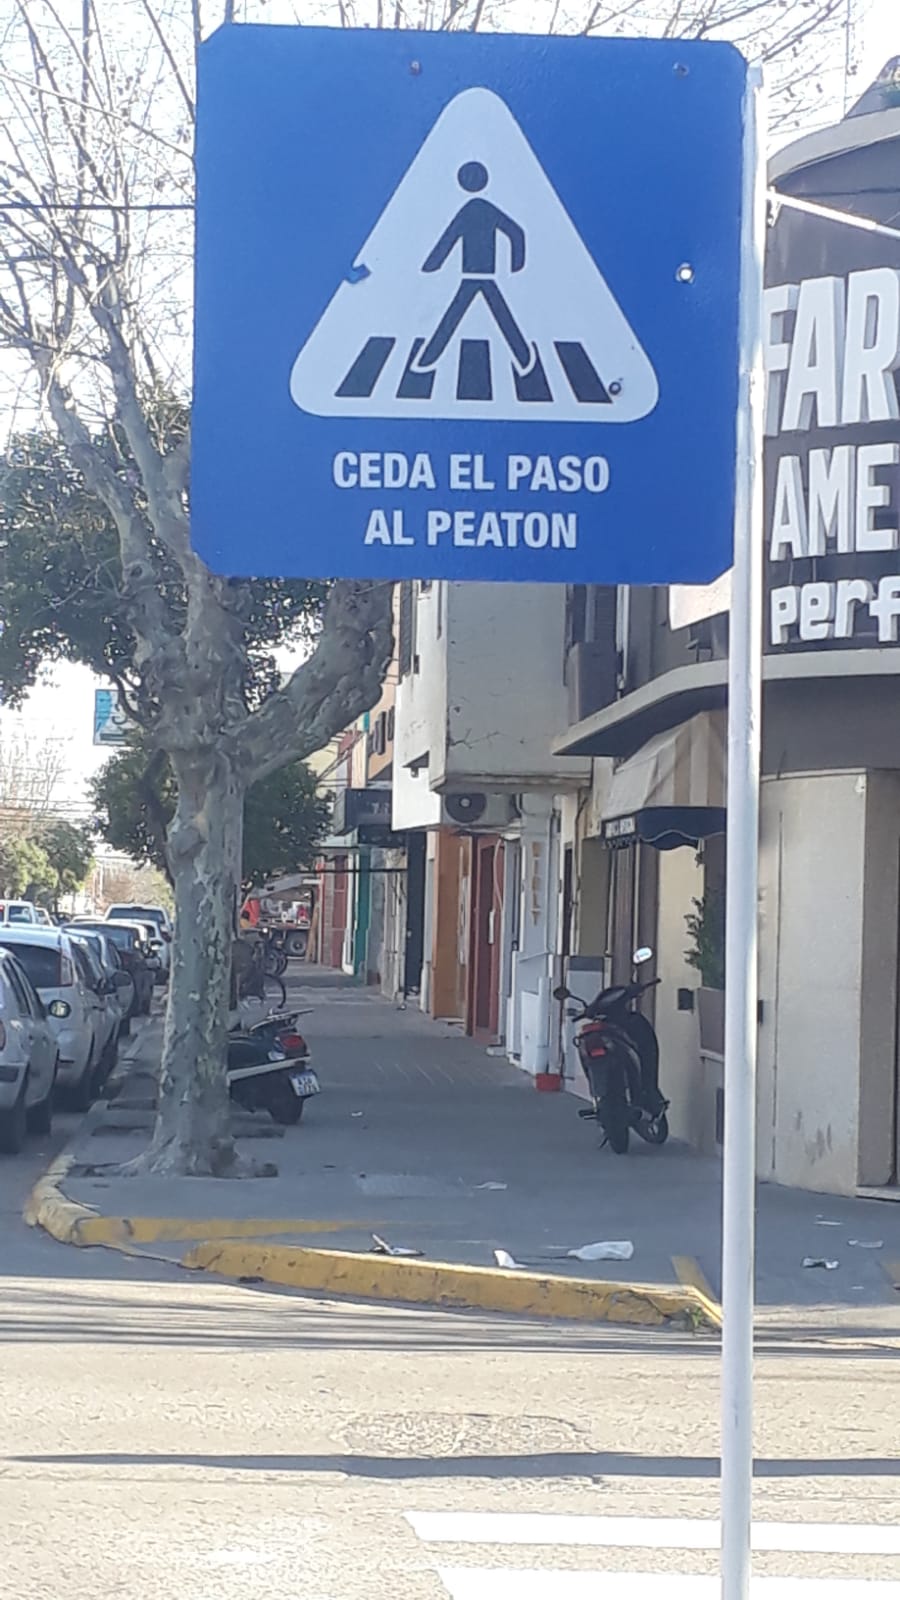 CEDA EL PASO
AL PEATON
FAR
AME
perf